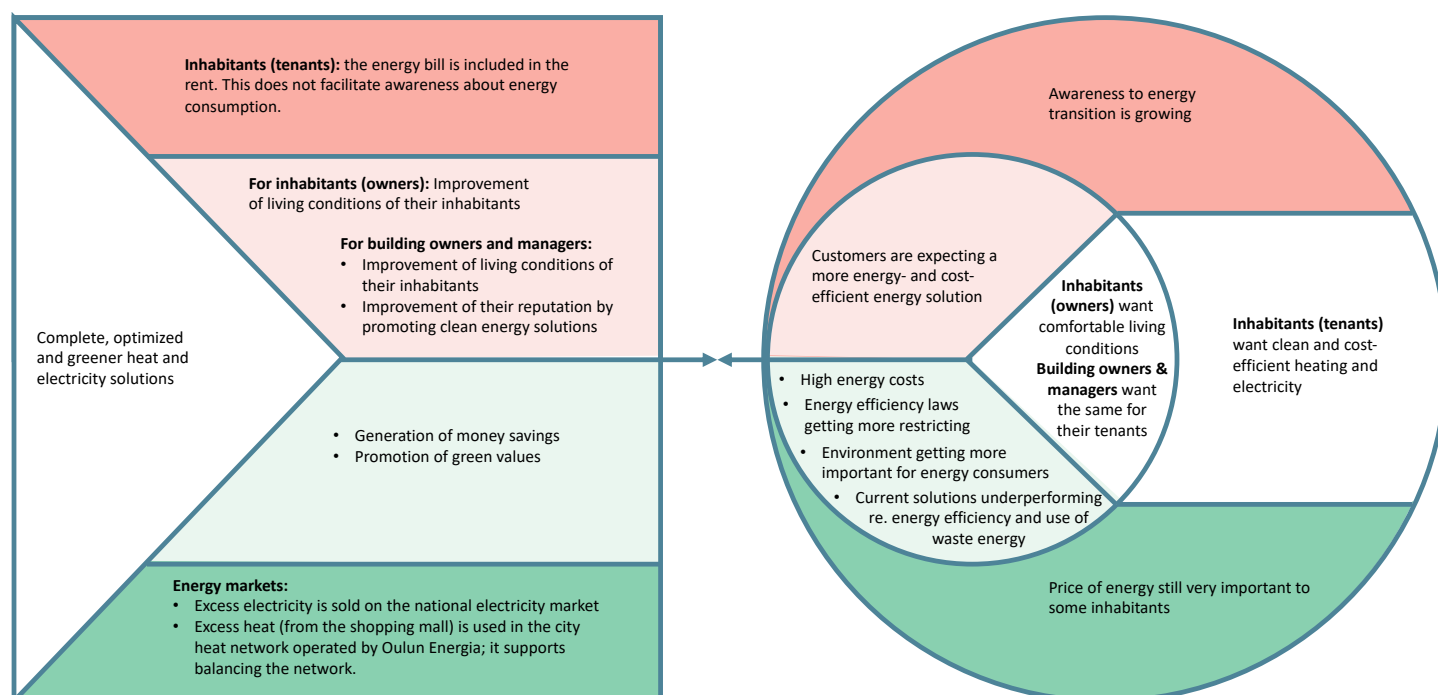 Inhabitants (tenants): the energy bill is included in the
rent. This does not facilitate awareness about energy
consumption.
For inhabitants (owners): Improvement
of living conditions of their inhabitants
For building owners and managers:
• Improvement of living conditions of
their inhabitants
• Improvement of their reputation by
promoting clean energy solutions
Complete, optimized
and greener heat and
electricity solutions
• Generation of money savings
• Promotion of green values
Energy markets:
• Excess electricity is sold on the national electricity market
• Excess heat (from the shopping mall) is used in the city
heat network operated by Oulun Energia; it supports
balancing the network.
Awareness to energy
transition is growing
Customers are expecting a
more energy- and cost-
efficient energy solution
Inhabitants
(owners) want
comfortable living
conditions
Building owners &
managers want
the same for
their tenants
Inhabitants (tenants)
want clean and cost-
efficient heating and
electricity
• High energy costs
• Energy efficiency laws
getting more restricting
• Environment getting more
important for energy consumers
• Current solutions underperforming
re. energy efficiency and use of
waste energy
Price of energy still very important to
some inhabitants